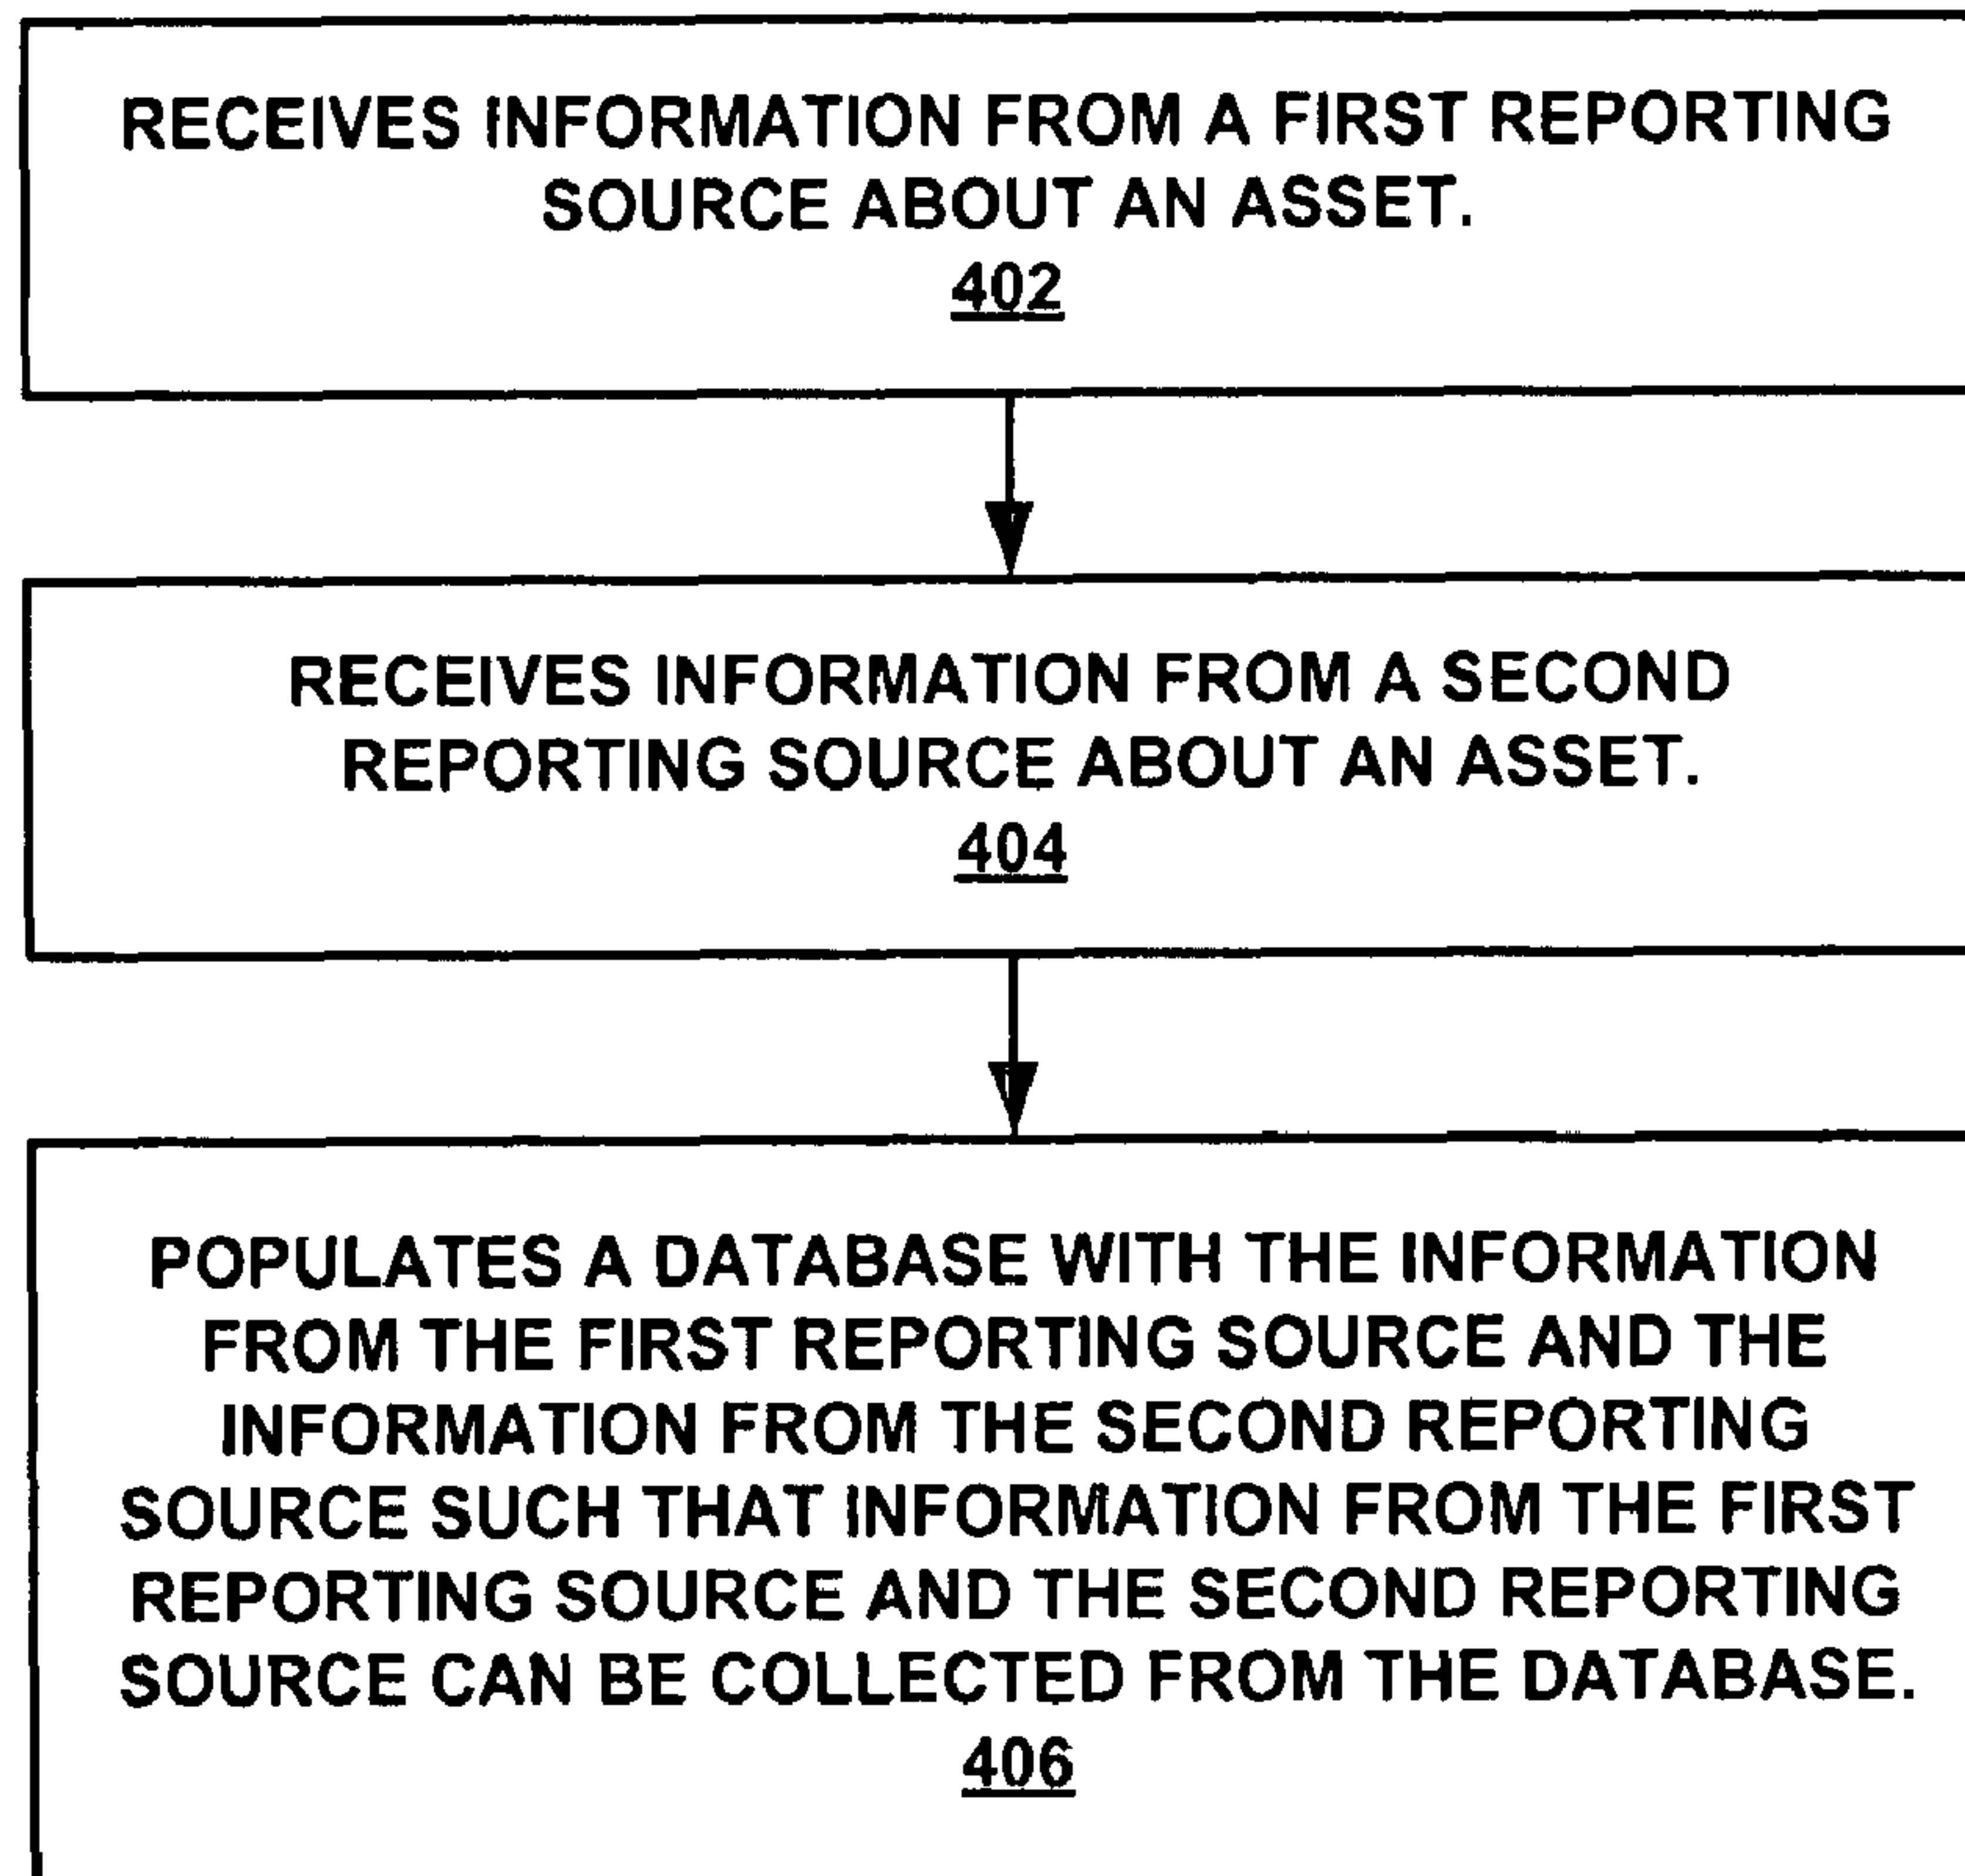 RECEIVES INFORMATION FROM A FIRST REPORTING
SOURCE ABOUT AN ASSET.
402
RECEIVES INFORMATION FROM A SECOND
REPORTING SOURCE ABOUT AN ASSET.
404
POPULATES A DATABASE WITH THE INFORMATION
FROM THE FIRST REPORTING SOURCE AND THE
INFORMATION FROM THE SECOND REPORTING
SOURCE SUCH THAT INFORMATION FROM THE FIRST
REPORTING SOURCE AND THE SECOND REPORTING
SOURCE CAN BE COLLECTED FROM THE DATABASE.
406